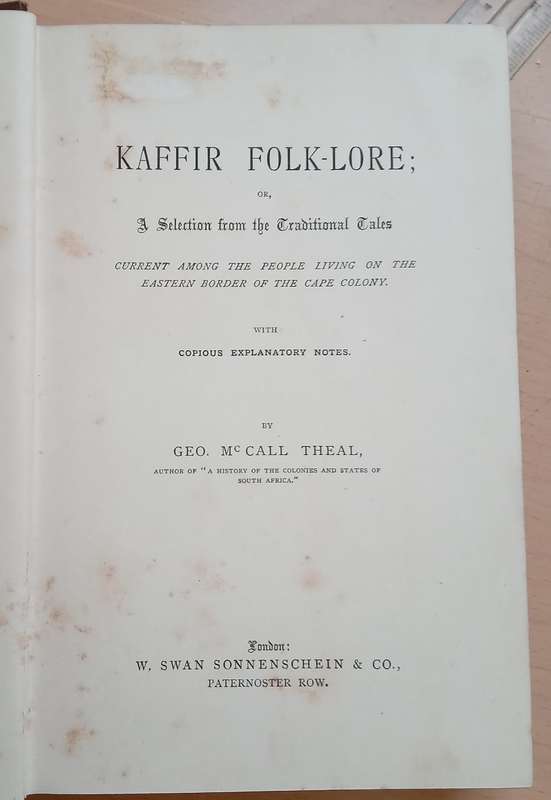 KAFFIR FOLK-LORE;
OR,
A Selection from the Traditional Tales
CURRENT AMONG THE PEOPLE LIVING ON THE
EASTERN BORDER OF THE CAPE COLONY.
WITH
COPIOUS EXPLANATORY NOTES.
BY
GEO. Mc CALL THEAL,
AUTHOR OF "A HISTORY OF THE COLONIES AND STATES OF
SOUTH AFRICA."
London:
W. SWAN SONNENSCHEIN & CO.,
PATERNOSTER ROW.